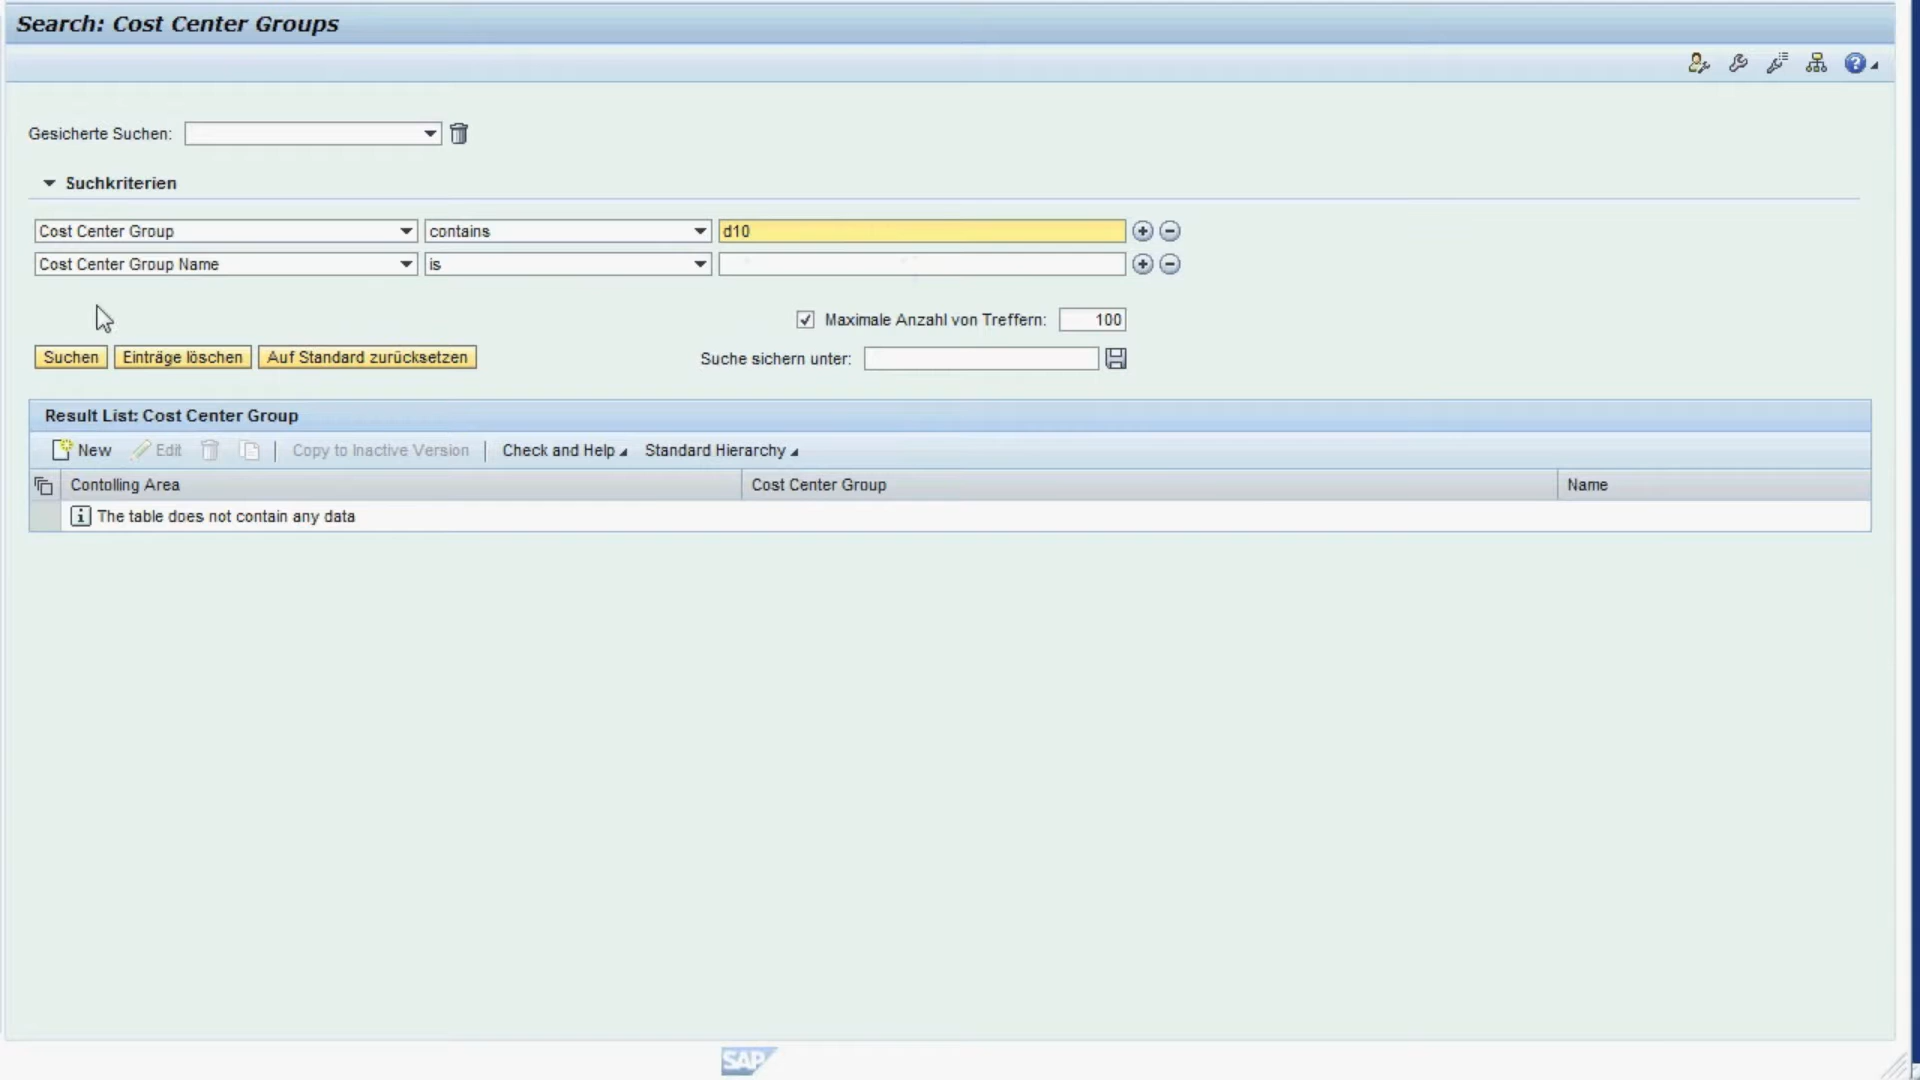 Search: Cost Center Groups
Gesicherte Suchen:
Suchkriterien
Cost Center Group contains d10
Cost Center Group Name is
Maximale Anzahl von Treffern: 100
Suchen Einträge löschen Auf Standard zurücksetzen Suche sichern unter:
Result List: Cost Center Group
New Edit Copy to Inactive Version Check and Help Standard Hierarchy
Contolling Area Cost Center Group Name
The table does not contain any data
SAP